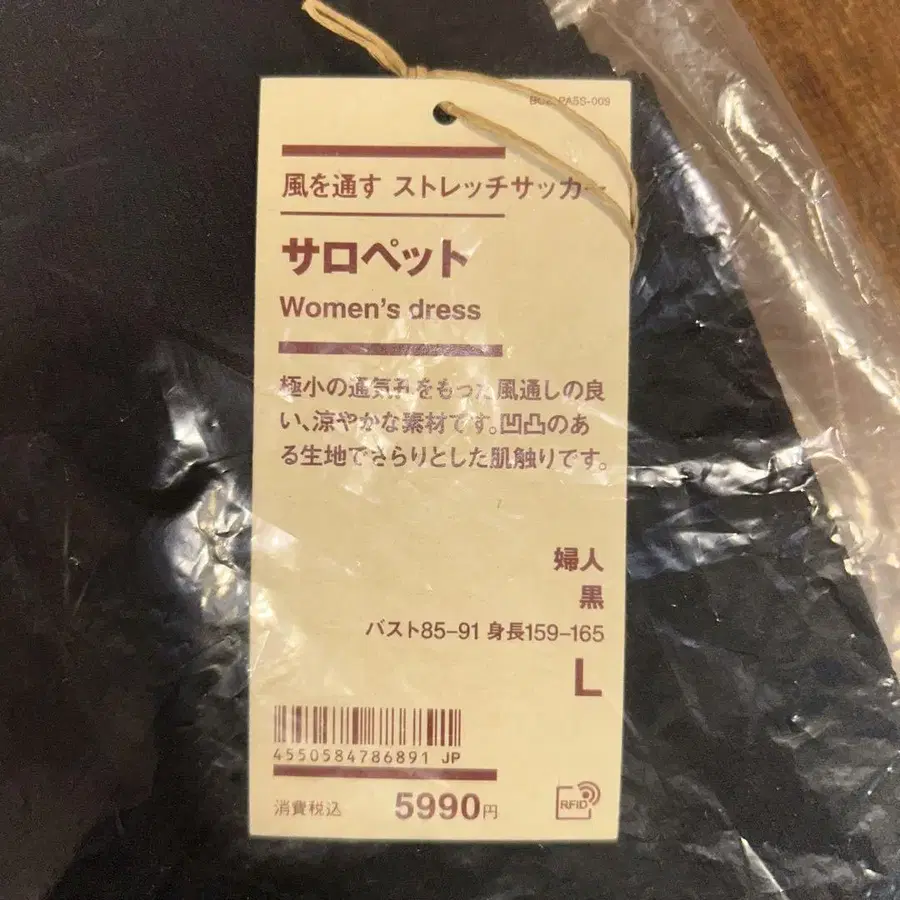 風を通す ストレッチサッカー
サロペット
Women's dress
極小の通気孔をもった風通しの良
い、涼やかな素材です。凹凸のあ
る生地でさらりとした肌触りです。
婦人
黒
バスト85–91 身長159–165
L
4550584786891 JP
消費税込 5990円
RFID